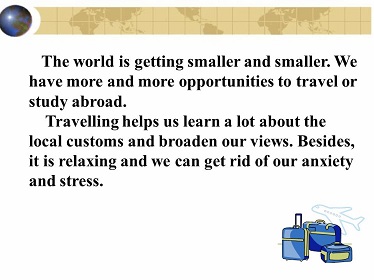 The world is getting smaller and smaller. We
have more and more opportunities to travel or
study abroad.
Travelling helps us learn a lot about the
local customs and broaden our views. Besides,
it is relaxing and we can get rid of our anxiety
and stress.